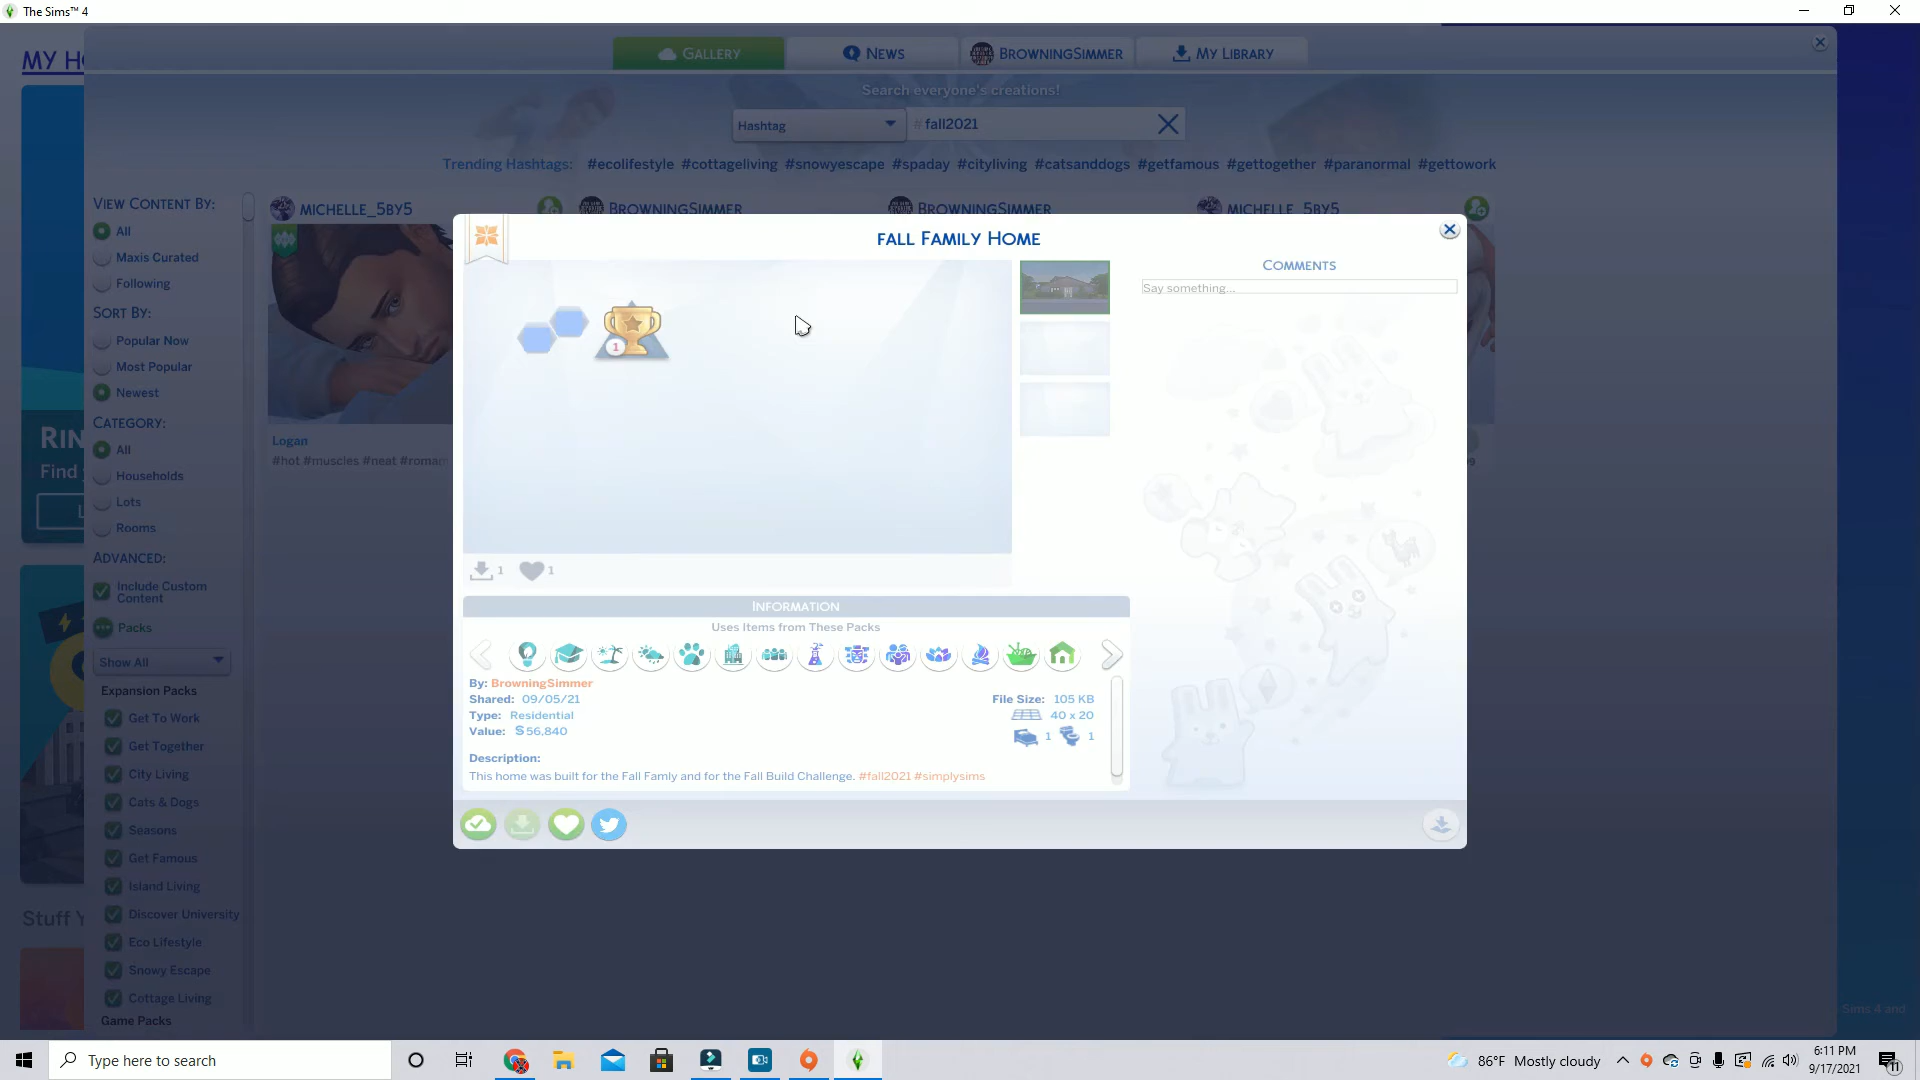 The Sims™ 4
MY H
GALLERY
NEWS
BROWNINGSIMMER
MY LIBRARY
Search everyone's creations!
Hashtag
# fall2021
Trending Hashtags: #ecolifestyle #cottageliving #snowyescape #spaday #cityliving #catsanddogs #getfamous #gettogether #paranormal #gettowork
VIEW CONTENT BY:
All
Maxis Curated
Following
SORT BY:
Popular Now
Most Popular
Newest
CATEGORY:
All
Households
Lots
Rooms
ADVANCED:
Include Custom
Content
Packs
Show All
Expansion Packs
Get To Work
Get Together
City Living
Cats & Dogs
Seasons
Get Famous
Island Living
Discover University
Eco Lifestyle
Snowy Escape
Cottage Living
Game Packs
RIN
Find
L
Stuff Y
MICHELLE_5BY5
BROWNINGSIMMER
BROWNINGSIMMER
MICHELLE_5BY5
Logan
#hot #muscles #neat #roman
FALL FAMILY HOME
1
1
1
COMMENTS
Say something...
INFORMATION
Uses Items from These Packs
By: BrowningSimmer
Shared: 09/05/21
Type: Residential
Value: §56,840
File Size: 105 KB
40 x 20
1
1
Description:
This home was built for the Fall Famly and for the Fall Build Challenge. #fall2021 #simplysims
Sims 4 and
Type here to search
86°F Mostly cloudy
6:11 PM
9/17/2021
11